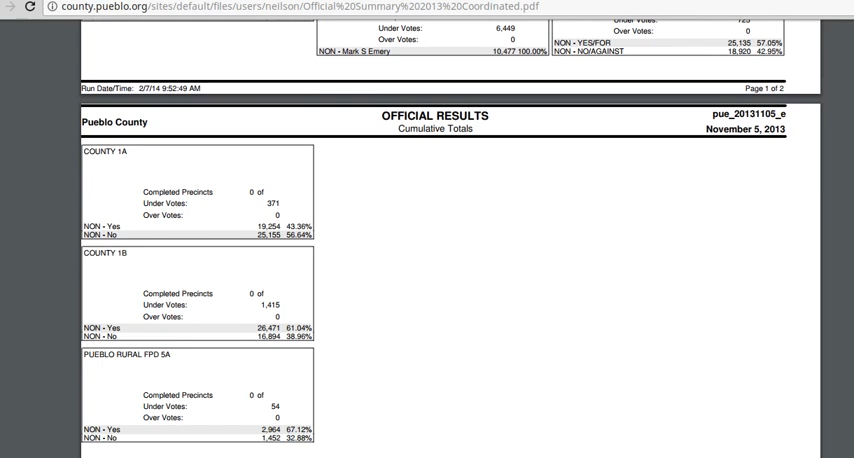 county.pueblo.org/sites/default/files/users/neilson/Official%20Summary%202013%20Coordinated.pdf
Under Votes: 6,449
Over Votes: 0
NON - Mark S Emery 10,477 100.00%
Under Votes: 725
Over Votes: 0
NON - YES/FOR 25,135 57.05%
NON - NO/AGAINST 18,920 42.95%
Run Date/Time: 2/7/14 9:52:49 AM Page 1 of 2
Pueblo County OFFICIAL RESULTS pue_20131105_e
Cumulative Totals November 5, 2013
COUNTY 1A
Completed Precincts 0 of
Under Votes: 371
Over Votes: 0
NON - Yes 19,254 43.36%
NON - No 25,155 56.64%
COUNTY 1B
Completed Precincts 0 of
Under Votes: 1,415
Over Votes: 0
NON - Yes 26,471 61.04%
NON - No 16,894 38.96%
PUEBLO RURAL FPD 5A
Completed Precincts 0 of
Under Votes: 54
Over Votes: 0
NON - Yes 2,964 67.12%
NON - No 1,452 32.88%